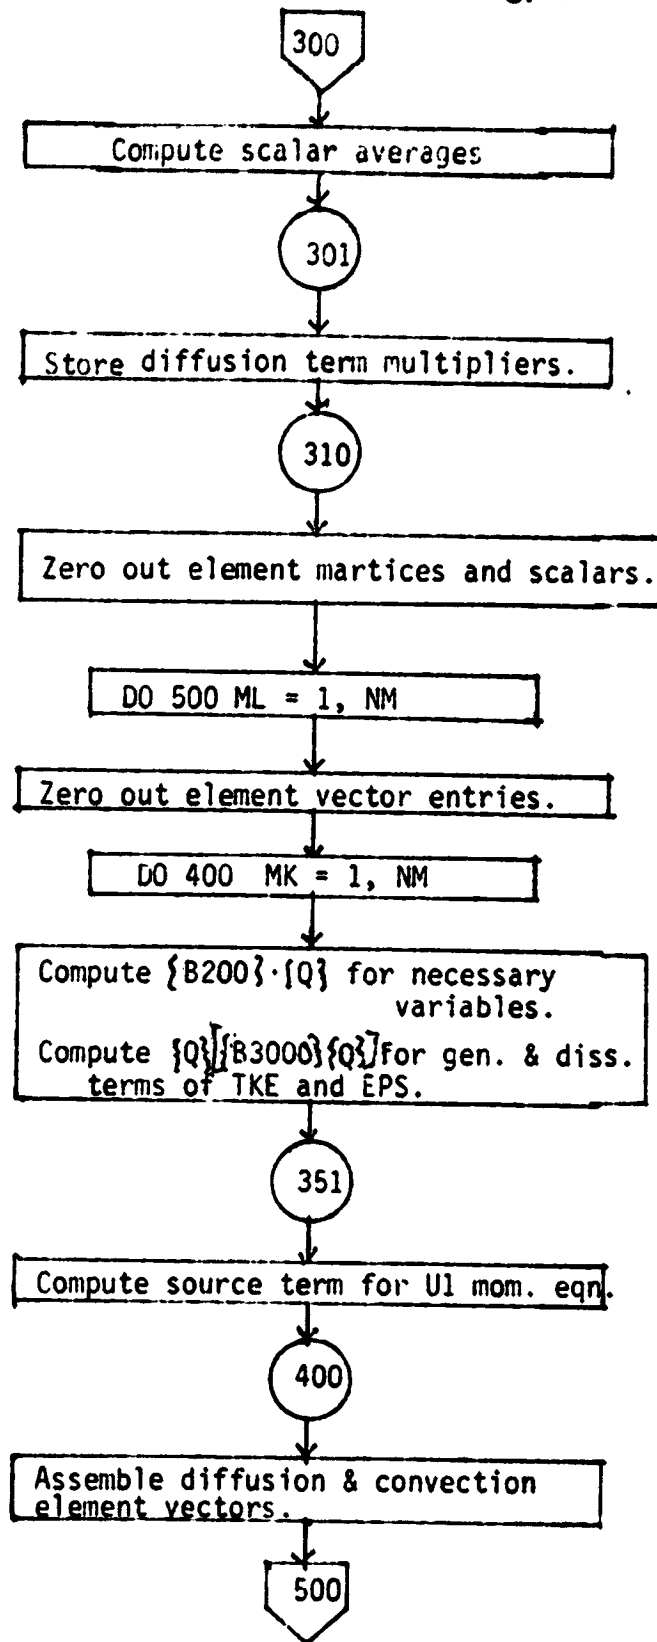 300
Compute scalar averages
301
Store diffusion term multipliers.
310
Zero out element martices and scalars.
DO 500 ML = 1, NM
Zero out element vector entries.
DO 400 MK = 1, NM
Compute {B200}·{Q} for necessary
variables.
Compute {Q}[{B3000}{Q}] for gen. & diss.
terms of TKE and EPS.
351
Compute source term for U1 mom. eqn.
400
Assemble diffusion & convection
element vectors.
500